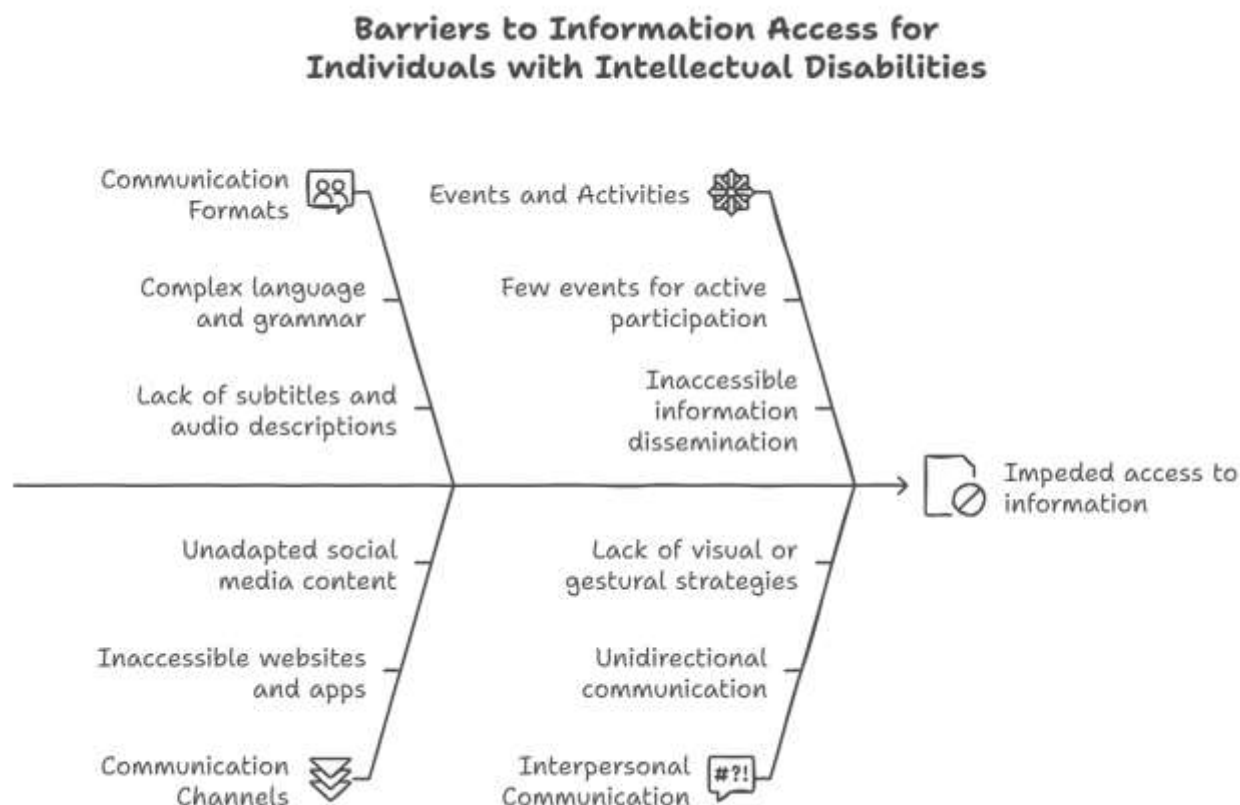 Barriers to Information Access for
Individuals with Intellectual Disabilities
Communication
Formats
Complex language
and grammar
Lack of subtitles and
audio descriptions
Events and Activities
Few events for active
participation
Inaccessible
information
dissemination
Impeded access to
information
Unadapted social
media content
Inaccessible websites
and apps
Communication
Channels
Lack of visual or
gestural strategies
Unidirectional
communication
Interpersonal
Communication
#?!